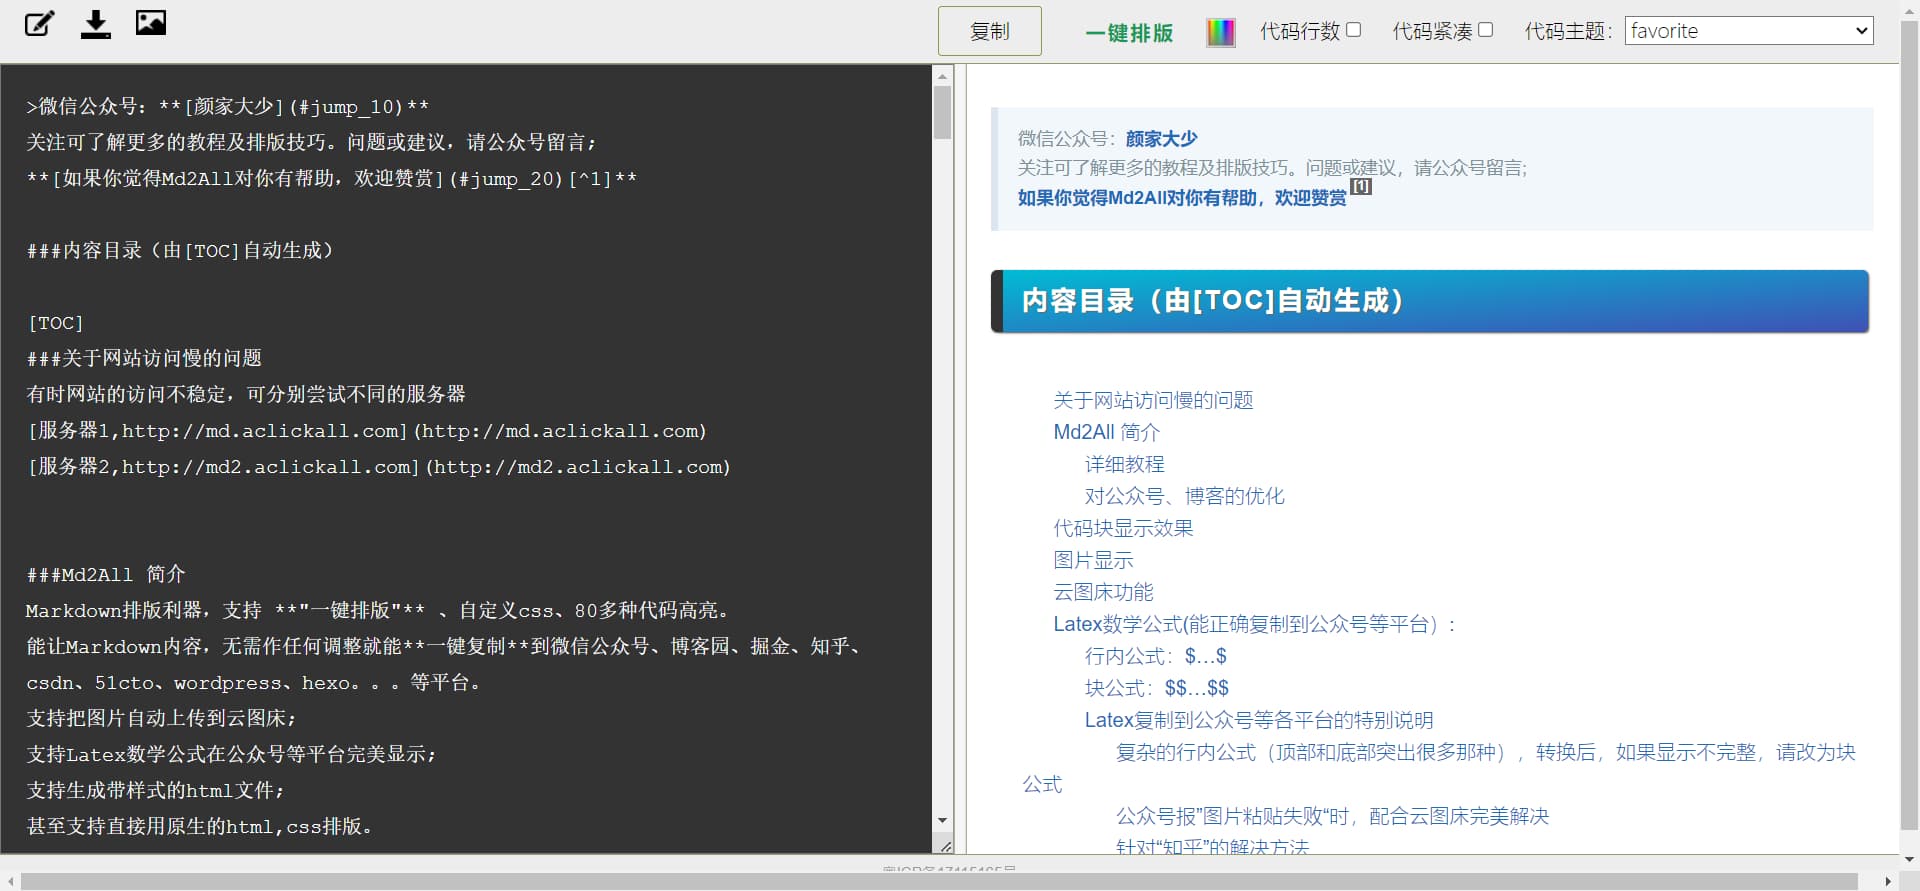 复制
一键排版
代码行数
代码紧凑
代码主题：
favorite
>微信公众号：**[颜家大少](#jump_10)**
关注可了解更多的教程及排版技巧。问题或建议，请公众号留言；
**[如果你觉得Md2All对你有帮助，欢迎赞赏](#jump_20)[^1]**
###内容目录（由[TOC]自动生成）
[TOC]
###关于网站访问慢的问题
有时网站的访问不稳定，可分别尝试不同的服务器
[服务器1,http://md.aclickall.com](http://md.aclickall.com)
[服务器2,http://md2.aclickall.com](http://md2.aclickall.com)
###Md2All 简介
Markdown排版利器，支持 **"一键排版"** 、自定义css、80多种代码高亮。
能让Markdown内容，无需作任何调整就能**一键复制**到微信公众号、博客园、掘金、知乎、
csdn、51cto、wordpress、hexo。。。等平台。
支持把图片自动上传到云图床；
支持Latex数学公式在公众号等平台完美显示；
支持生成带样式的html文件；
甚至支持直接用原生的html,css排版。
微信公众号：颜家大少
关注可了解更多的教程及排版技巧。问题或建议，请公众号留言；
如果你觉得Md2All对你有帮助，欢迎赞赏[1]
内容目录（由[TOC]自动生成）
关于网站访问慢的问题
Md2All 简介
详细教程
对公众号、博客的优化
代码块显示效果
图片显示
云图床功能
Latex数学公式(能正确复制到公众号等平台）:
行内公式：$...$
块公式：$$...$$
Latex复制到公众号等各平台的特别说明
复杂的行内公式（顶部和底部突出很多那种），转换后，如果显示不完整，请改为块
公式
公众号报”图片粘贴失败“时，配合云图床完美解决
针对“知乎”的解决方法